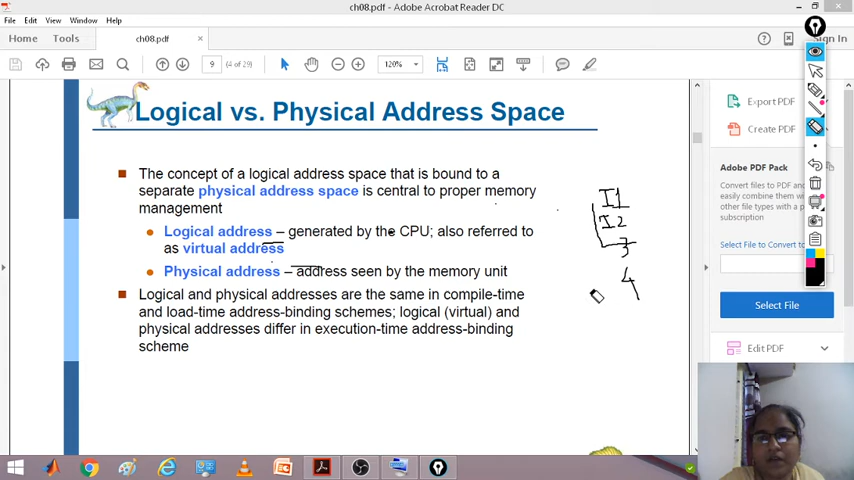 ch08.pdf - Adobe Acrobat Reader DC
File Edit View Window Help
Home Tools ch08.pdf × Sign In
9 (4 of 29) 120%
Logical vs. Physical Address Space
The concept of a logical address space that is bound to a
separate physical address space is central to proper memory
management
Logical address – generated by the CPU; also referred to
as virtual address
Physical address – address seen by the memory unit
Logical and physical addresses are the same in compile-time
and load-time address-binding schemes; logical (virtual) and
physical addresses differ in execution-time address-binding
scheme
I1
I2
3
4
Export PDF
Create PDF
Adobe PDF Pack
Convert files to PDF and
easily combine them with
other file types with a paid
subscription
Select File to Convert to
Select File
Edit PDF